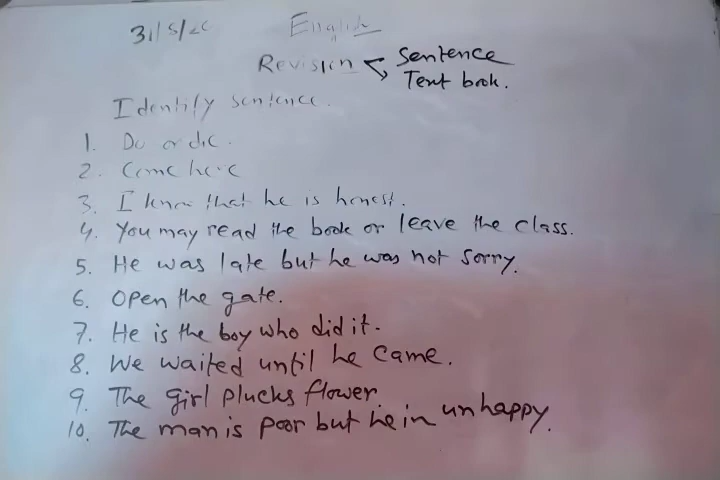 31/5/26
English
Revision < Sentence
Text book.
Identify sentence.
1. Do or die.
2. Come here
3. I know that he is honest.
4. You may read the book or leave the class.
5. He was late but he was not sorry.
6. Open the gate.
7. He is the boy who did it.
8. We waited until he came.
9. The girl plucks flower.
10. The man is poor but he in unhappy.